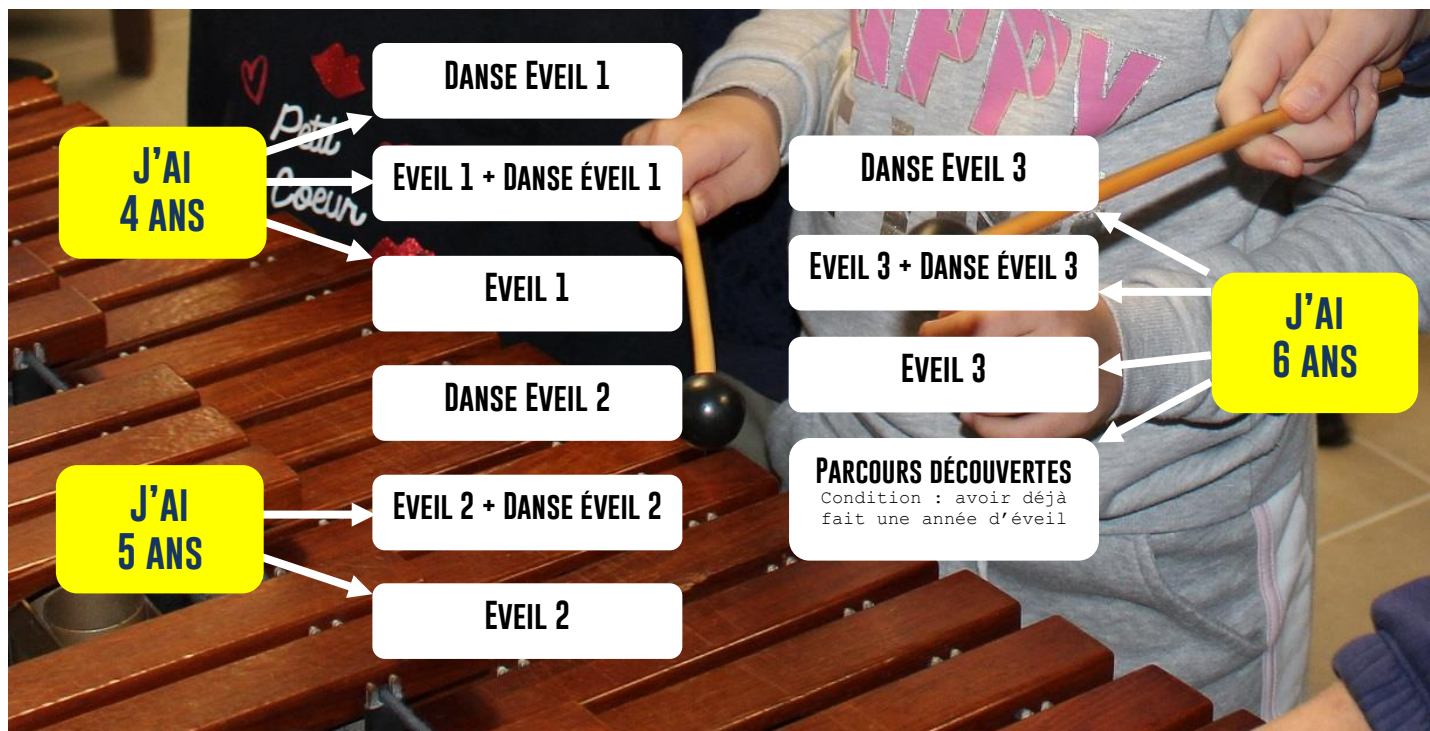 J'AI
4 ANS
DANSE EVEIL 1
EVEIL 1 + DANSE ÉVEIL 1
EVEIL 1
J'AI
5 ANS
DANSE EVEIL 2
EVEIL 2 + DANSE ÉVEIL 2
EVEIL 2
J'AI
6 ANS
DANSE EVEIL 3
EVEIL 3 + DANSE ÉVEIL 3
EVEIL 3
PARCOURS DÉCOUVERTES
Condition : avoir déjà
fait une année d'éveil
Petit
Coeur